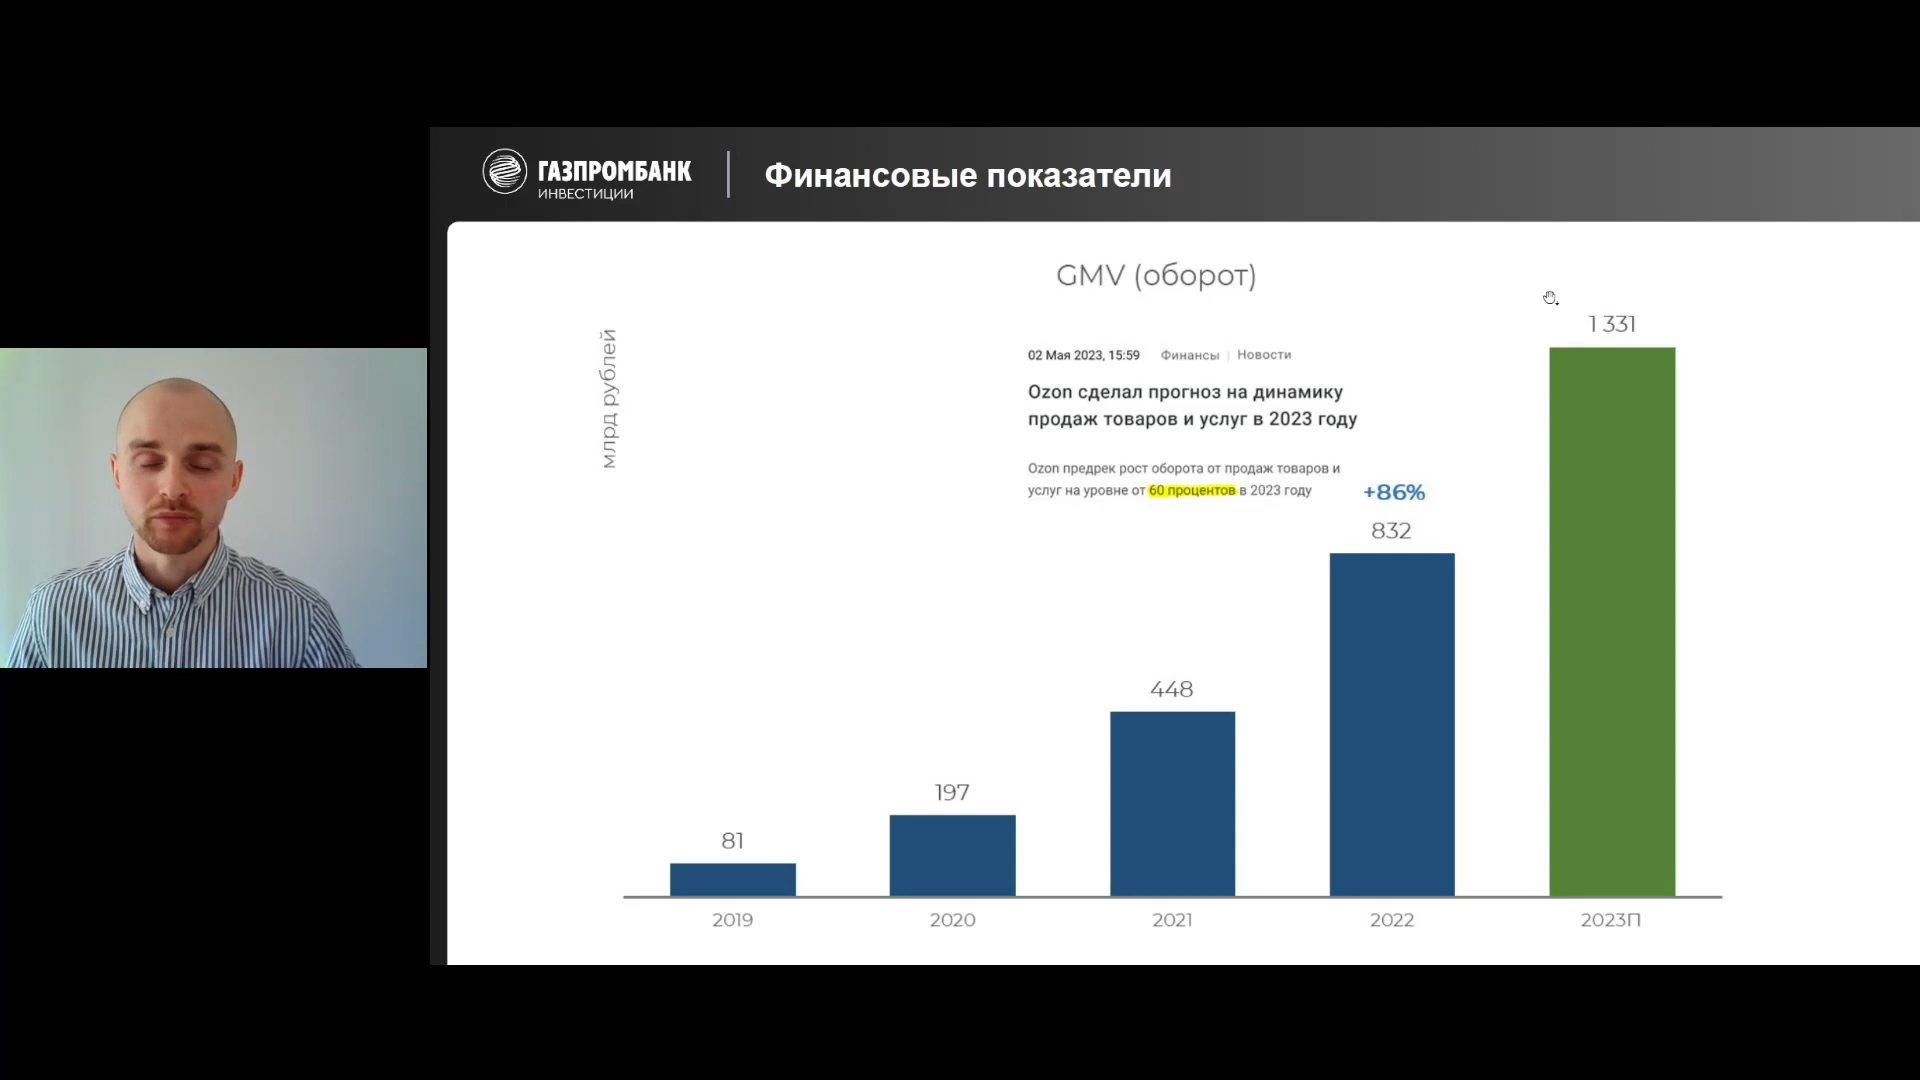 ГАЗПРОМБАНК
ИНВЕСТИЦИИ
Финансовые показатели
GMV (оборот)
млрд рублей
02 Мая 2023, 15:59 Финансы | Новости
Ozon сделал прогноз на динамику
продаж товаров и услуг в 2023 году
Ozon предрек рост оборота от продаж товаров и
услуг на уровне от 60 процентов в 2023 году
+86%
81
197
448
832
1 331
2019
2020
2021
2022
2023П